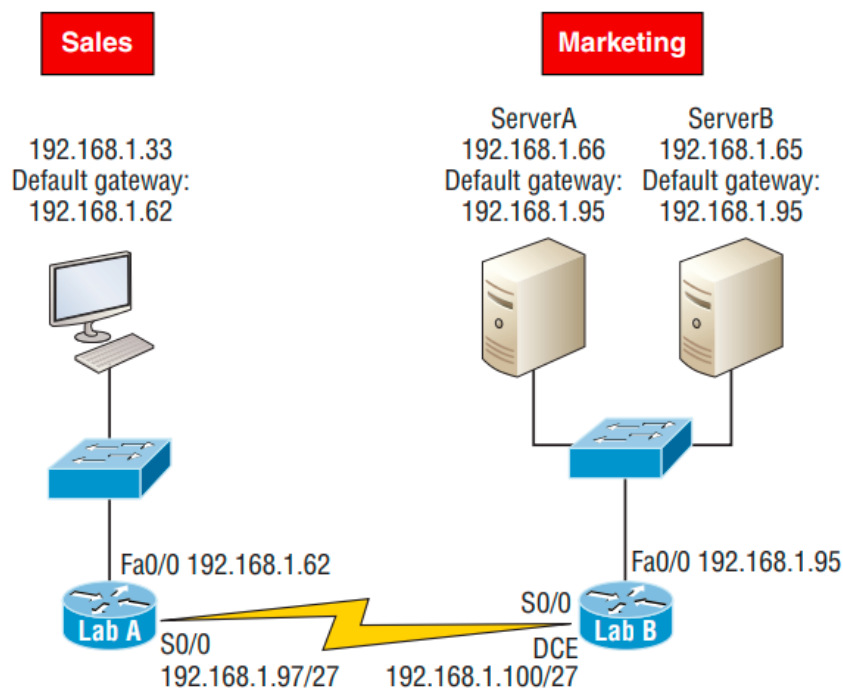 Sales
Marketing
192.168.1.33
Default gateway:
192.168.1.62
ServerA
192.168.1.66
Default gateway:
192.168.1.95
ServerB
192.168.1.65
Default gateway:
192.168.1.95
Fa0/0 192.168.1.62
Lab A
S0/0
192.168.1.97/27
Fa0/0 192.168.1.95
S0/0
DCE
Lab B
192.168.1.100/27